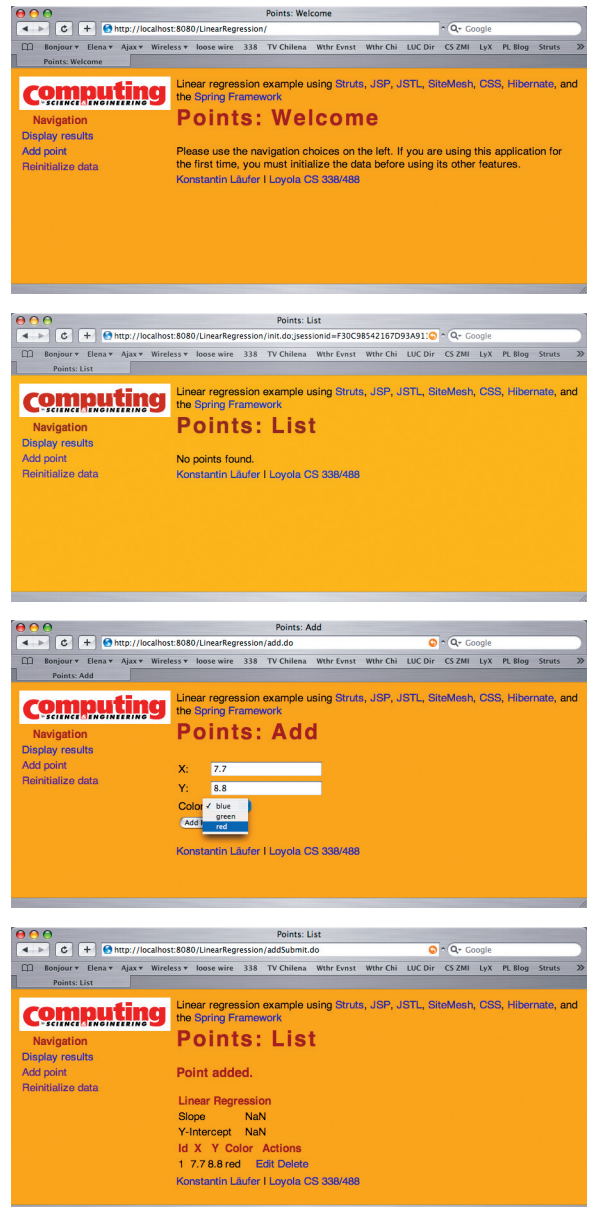 Points: Welcome
http://localhost:8080/LinearRegression/
Q- Google
Bonjour Elena Ajax Wireless loose wire 338 TV Chilena Wthr Evnst Wthr Chi LUC Dir CS ZMI LyX PL Blog Struts
Points: Welcome
computing
SCIENCE & ENGINEERING
Linear regression example using Struts, JSP, JSTL, SiteMesh, CSS, Hibernate, and
the Spring Framework
Navigation
Points: Welcome
Display results
Add point
Reinitialize data
Please use the navigation choices on the left. If you are using this application for
the first time, you must initialize the data before using its other features.
Konstantin Läufer I Loyola CS 338/488
Points: List
http://localhost:8080/LinearRegression/init.do;jsessionid=F30C98542167D93A91:
Q- Google
Bonjour Elena Ajax Wireless loose wire 338 TV Chilena Wthr Evnst Wthr Chi LUC Dir CS ZMI LyX PL Blog Struts
Points: List
computing
SCIENCE & ENGINEERING
Linear regression example using Struts, JSP, JSTL, SiteMesh, CSS, Hibernate, and
the Spring Framework
Navigation
Points: List
Display results
Add point
Reinitialize data
No points found.
Konstantin Läufer I Loyola CS 338/488
Points: Add
http://localhost:8080/LinearRegression/add.do
Q- Google
Bonjour Elena Ajax Wireless loose wire 338 TV Chilena Wthr Evnst Wthr Chi LUC Dir CS ZMI LyX PL Blog Struts
Points: Add
computing
SCIENCE & ENGINEERING
Linear regression example using Struts, JSP, JSTL, SiteMesh, CSS, Hibernate, and
the Spring Framework
Navigation
Points: Add
Display results
Add point
Reinitialize data
X: 7.7
Y: 8.8
Color ✓ blue
green
Add
red
Konstantin Läufer I Loyola CS 338/488
Points: List
http://localhost:8080/LinearRegression/addSubmit.do
Q- Google
Bonjour Elena Ajax Wireless loose wire 338 TV Chilena Wthr Evnst Wthr Chi LUC Dir CS ZMI LyX PL Blog Struts
Points: List
computing
SCIENCE & ENGINEERING
Linear regression example using Struts, JSP, JSTL, SiteMesh, CSS, Hibernate, and
the Spring Framework
Navigation
Points: List
Display results
Add point
Reinitialize data
Point added.
Linear Regression
Slope NaN
Y-Intercept NaN
Id X Y Color Actions
1 7.7 8.8 red Edit Delete
Konstantin Läufer I Loyola CS 338/488